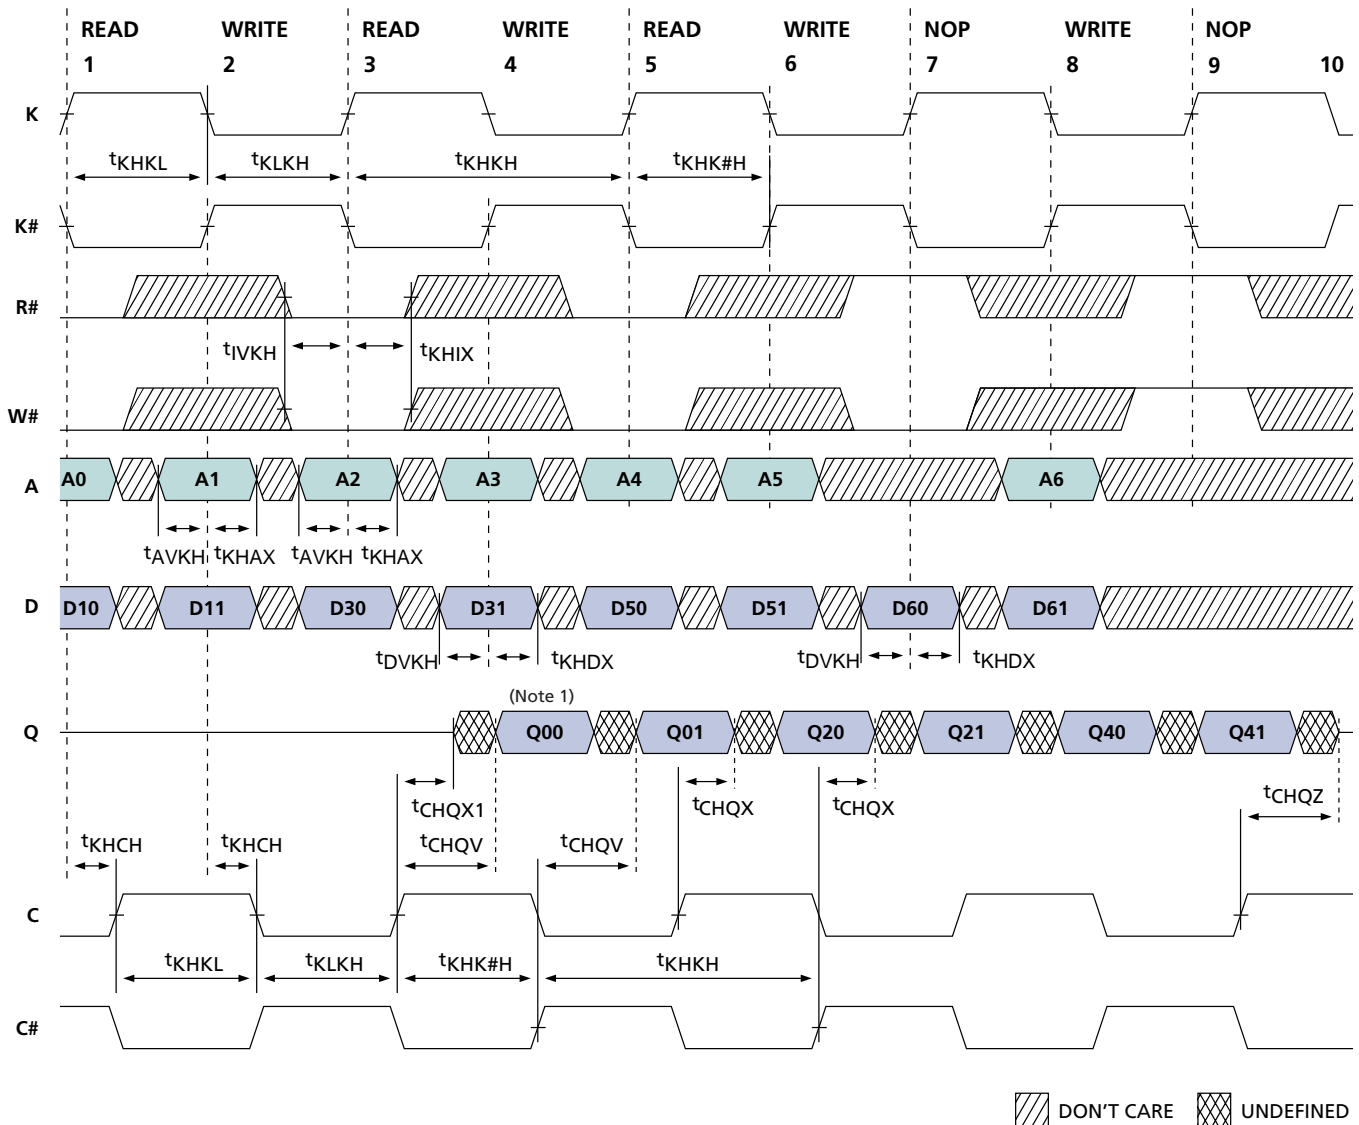 READ WRITE READ WRITE READ WRITE NOP WRITE NOP
1 2 3 4 5 6 7 8 9 10
K
tKHKL tKLKH tKHKH tKHK#H
K#
R#
tIVKH tKHIX
W#
A A0 A1 A2 A3 A4 A5 A6
tAVKH tKHAX tAVKH tKHAX
D D10 D11 D30 D31 D50 D51 D60 D61
tDVKH tKHDX tDVKH tKHDX
(Note 1)
Q Q00 Q01 Q20 Q21 Q40 Q41
tCHQX1 tCHQX tCHQX tCHQZ
tKHCH tKHCH tCHQV tCHQV
C
tKHKL tKLKH tKHK#H tKHKH
C#
DON'T CARE UNDEFINED